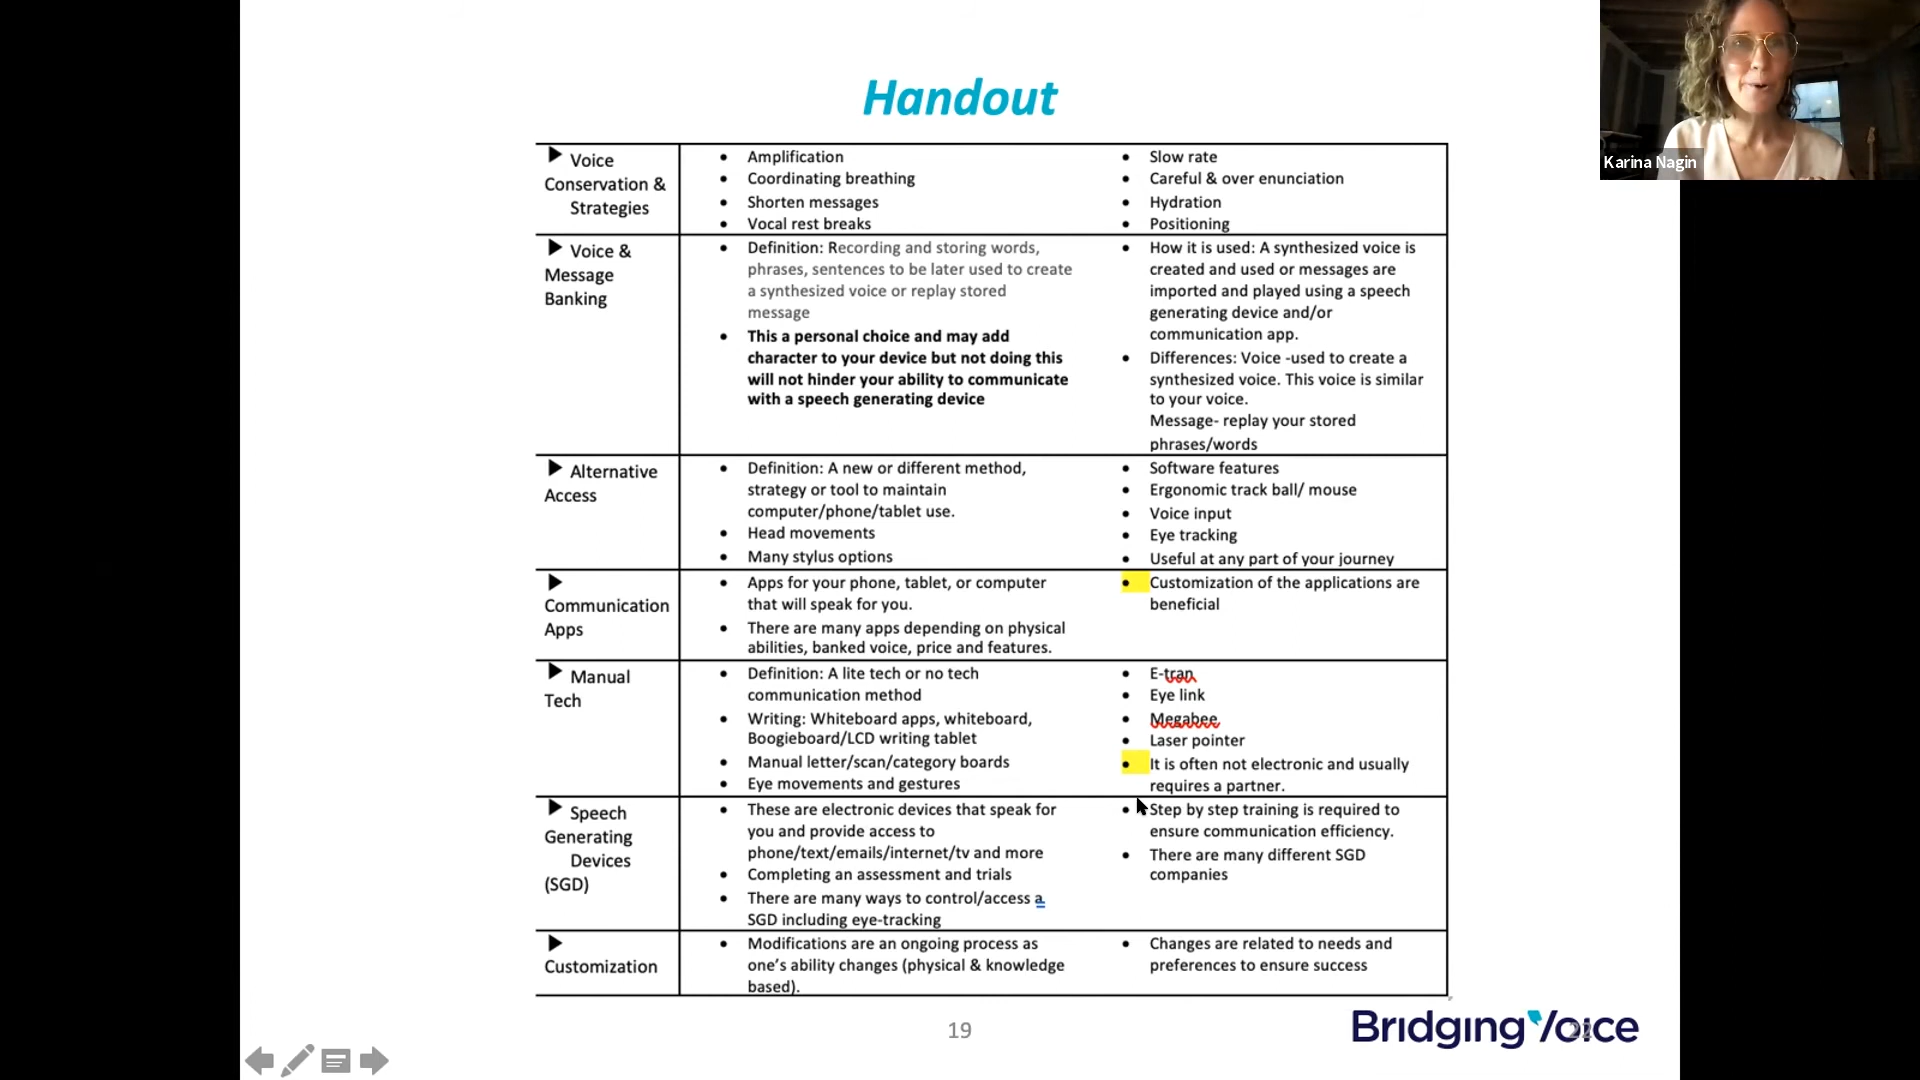 Handout
Karina Nagin
▶ Voice
Conservation &
Strategies
• Amplification
• Coordinating breathing
• Shorten messages
• Vocal rest breaks
• Slow rate
• Careful & over enunciation
• Hydration
• Positioning
▶ Voice &
Message
Banking
• Definition: Recording and storing words,
phrases, sentences to be later used to create
a synthesized voice or replay stored
message
• This a personal choice and may add
character to your device but not doing this
will not hinder your ability to communicate
with a speech generating device
• How it is used: A synthesized voice is
created and used or messages are
imported and played using a speech
generating device and/or
communication app.
• Differences: Voice -used to create a
synthesized voice. This voice is similar
to your voice.
Message- replay your stored
phrases/words
▶ Alternative
Access
• Definition: A new or different method,
strategy or tool to maintain
computer/phone/tablet use.
• Head movements
• Many stylus options
• Software features
• Ergonomic track ball/ mouse
• Voice input
• Eye tracking
• Useful at any part of your journey
▶
Communication
Apps
• Apps for your phone, tablet, or computer
that will speak for you.
• There are many apps depending on physical
abilities, banked voice, price and features.
• Customization of the applications are
beneficial
▶ Manual
Tech
• Definition: A lite tech or no tech
communication method
• Writing: Whiteboard apps, whiteboard,
Boogieboard/LCD writing tablet
• Manual letter/scan/category boards
• Eye movements and gestures
• E-tran
• Eye link
• Megabee
• Laser pointer
• It is often not electronic and usually
requires a partner.
▶ Speech
Generating
Devices
(SGD)
• These are electronic devices that speak for
you and provide access to
phone/text/emails/internet/tv and more
• Completing an assessment and trials
• There are many ways to control/access a
SGD including eye-tracking
• Step by step training is required to
ensure communication efficiency.
• There are many different SGD
companies
▶
Customization
• Modifications are an ongoing process as
one's ability changes (physical & knowledge
based).
• Changes are related to needs and
preferences to ensure success
19
Bridging Voice
22